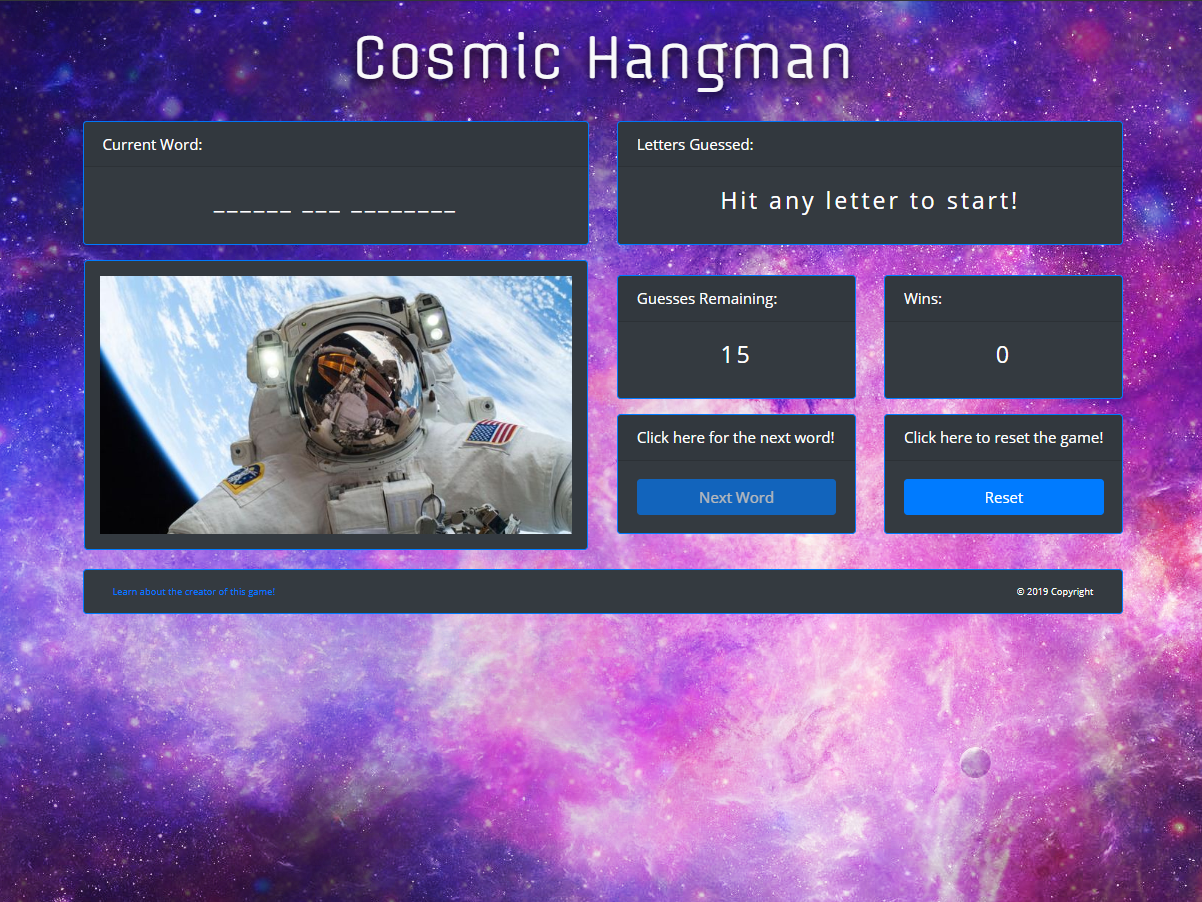 Cosmic Hangman
Current Word:
______ ___ ________
Letters Guessed:
Hit any letter to start!
Guesses Remaining:
15
Wins:
0
Click here for the next word!
Next Word
Click here to reset the game!
Reset
Learn about the creator of this game!
© 2019 Copyright